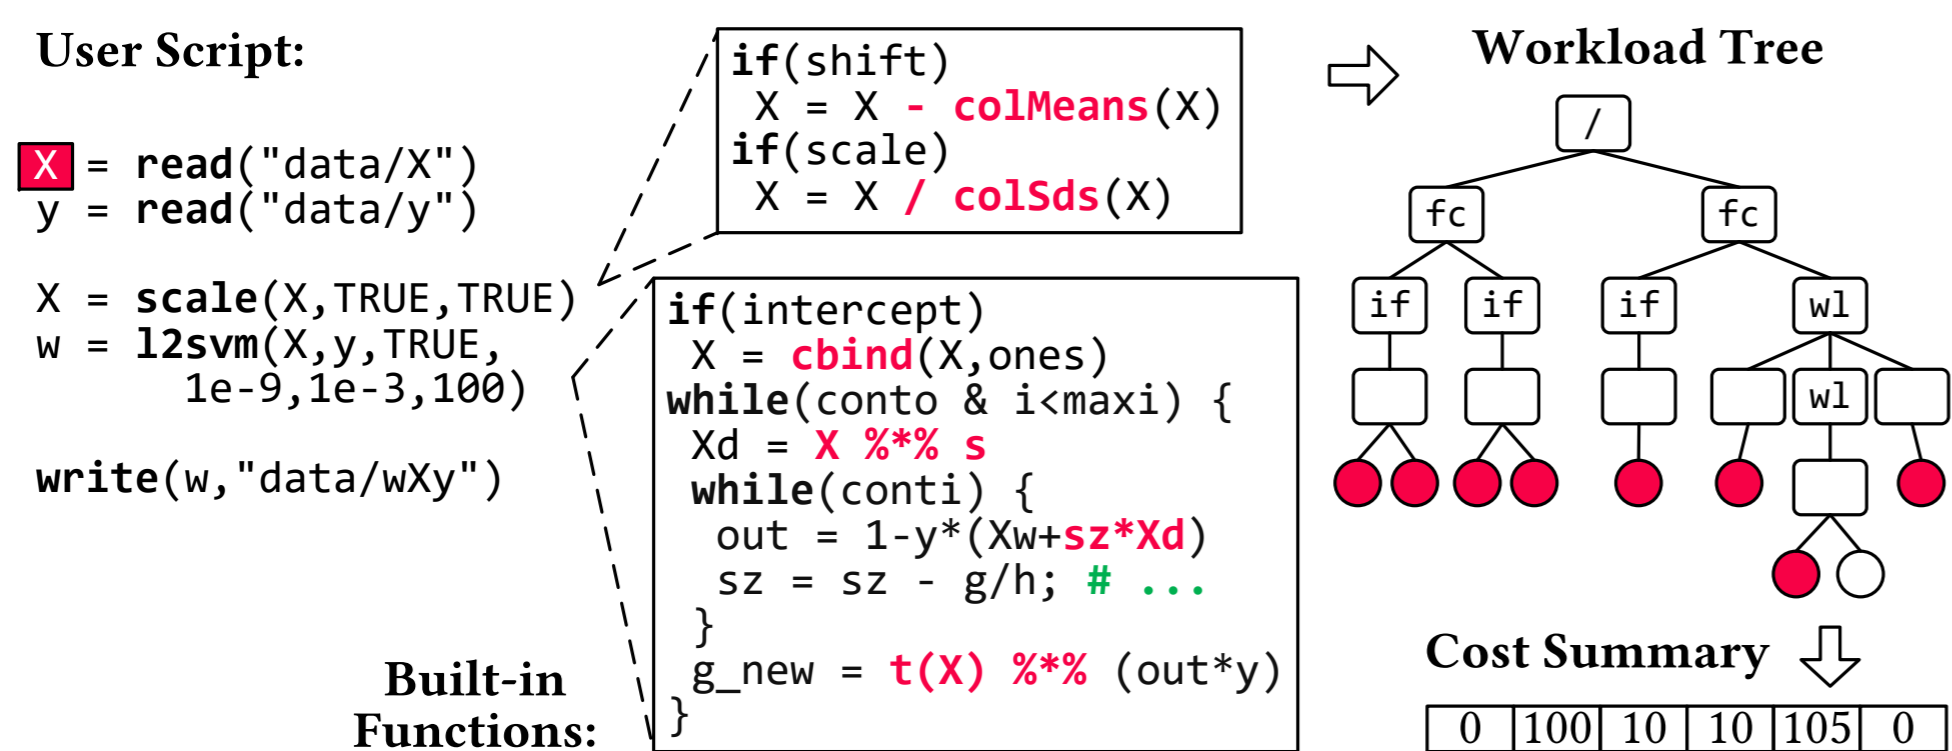 User Script:
X = read("data/X")
y = read("data/y")
X = scale(X,TRUE,TRUE)
w = l2svm(X,y,TRUE,
1e-9,1e-3,100)
write(w,"data/wXy")
Built-in
Functions:
if(shift)
X = X - colMeans(X)
if(scale)
X = X / colSds(X)
if(intercept)
X = cbind(X,ones)
while(conto & i<maxi) {
Xd = X %*% s
while(conti) {
out = 1-y*(Xw+sz*Xd)
sz = sz - g/h; # ...
}
g_new = t(X) %*% (out*y)
}
Workload Tree
/
fc fc
if if if wl
wl
Cost Summary
0 100 10 10 105 0